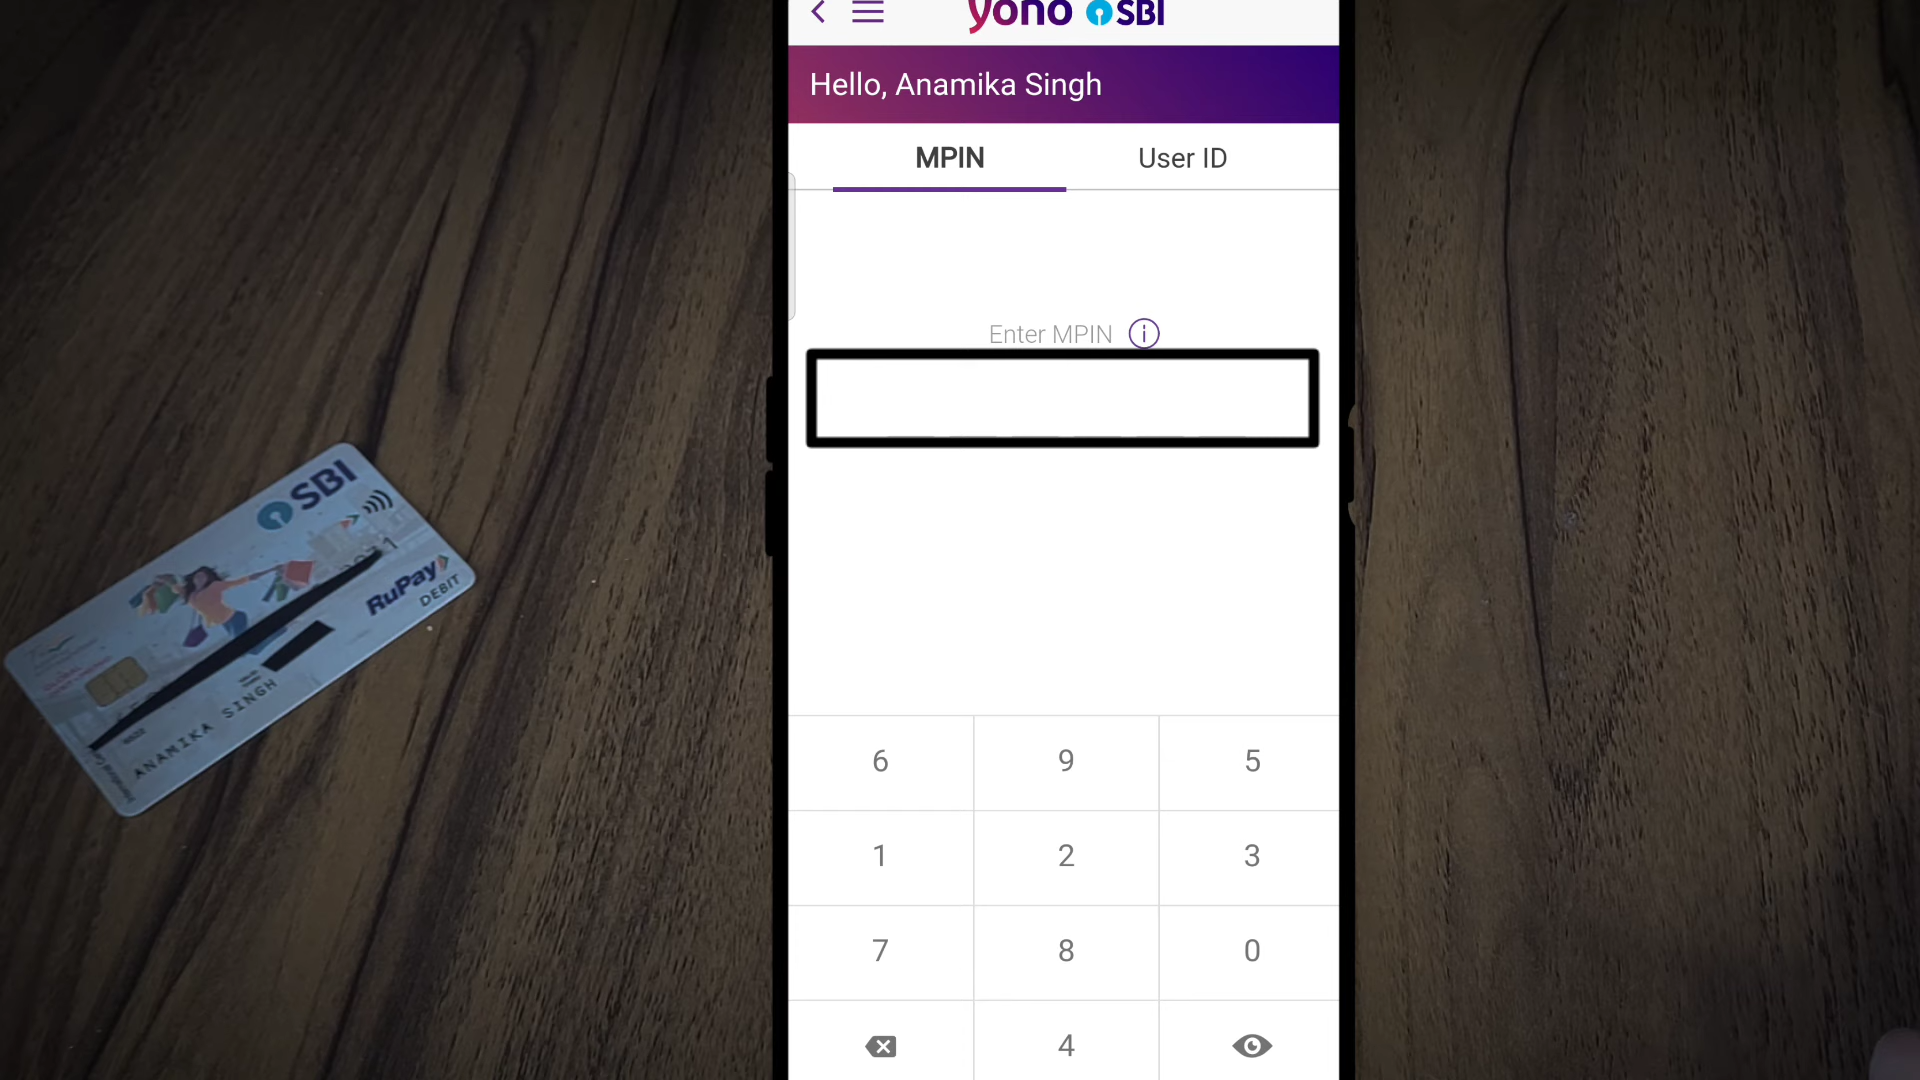 yono SBI
Hello, Anamika Singh
MPIN
User ID
Enter MPIN
6 9 5
1 2 3
7 8 0
4
SBI
RuPay
DEBIT
ANAMIKA SINGH